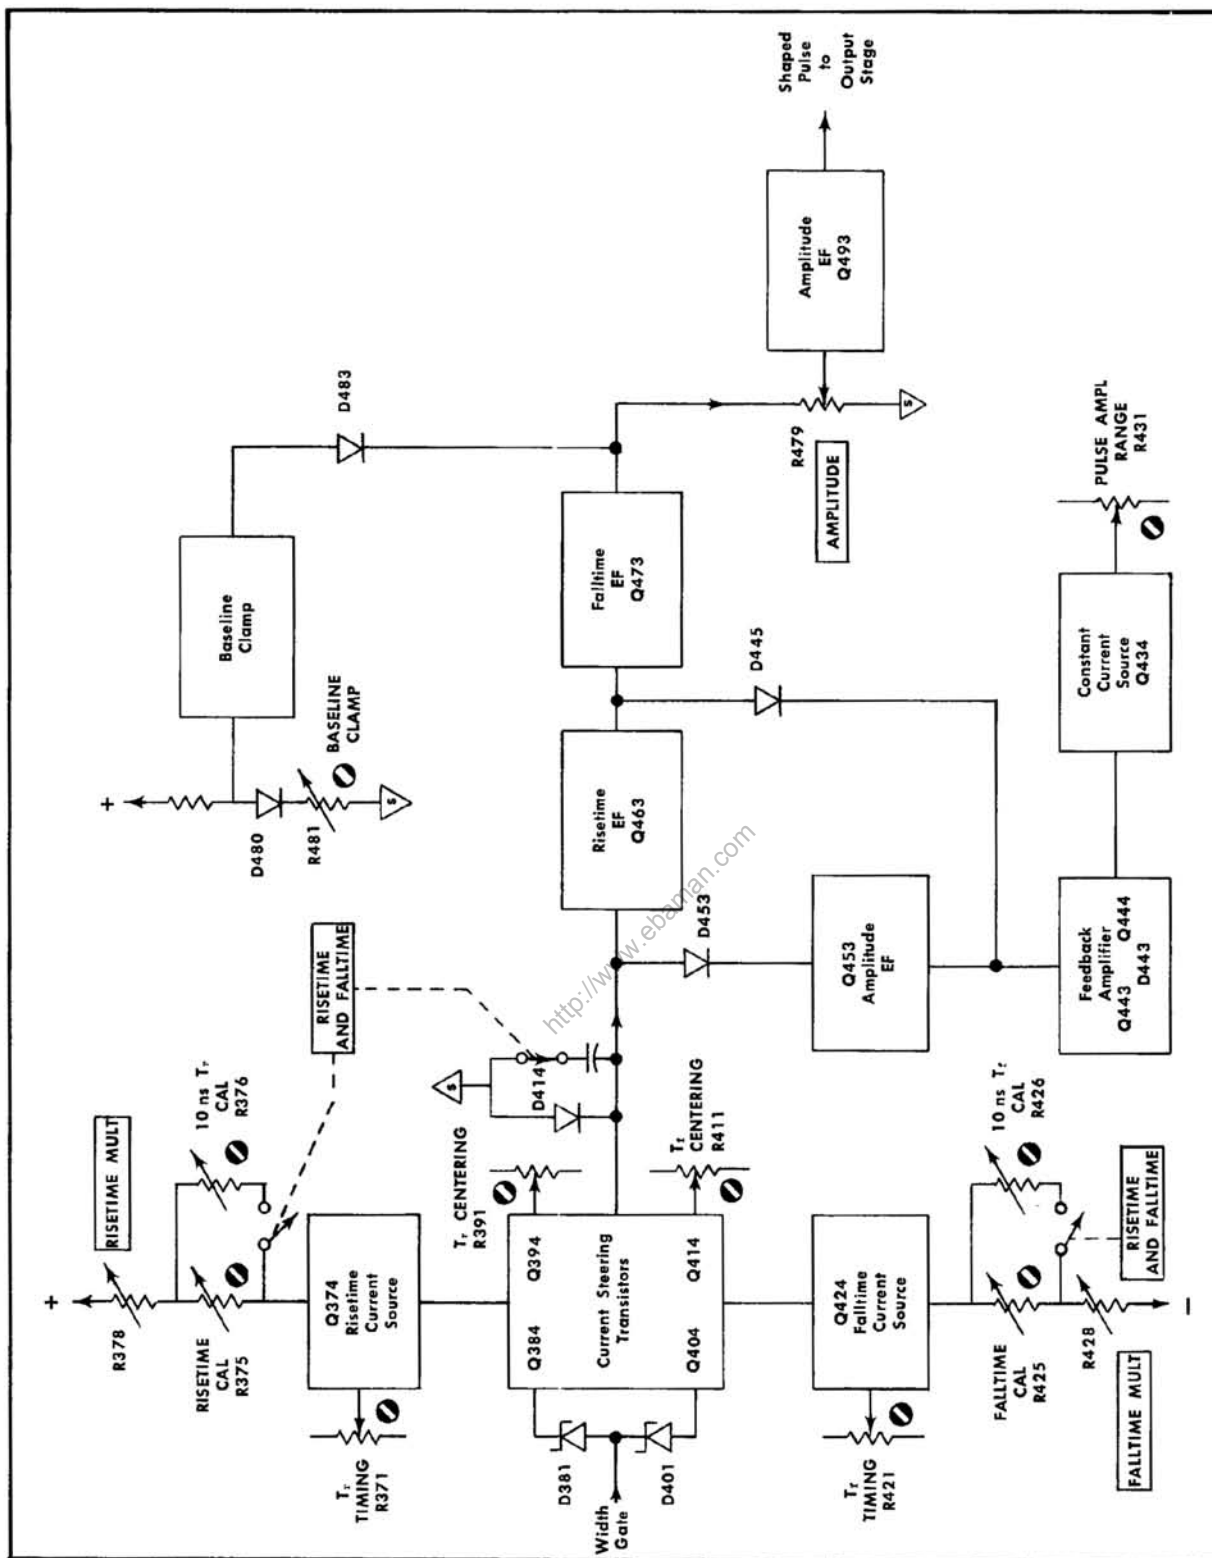 +
R378
RISETIME MULT
RISETIME
CAL
R375
10 ns Tr
CAL
R376
RISETIME
AND FALLTIME
Tr
TIMING
R371
Q374
Risetime
Current
Source
Tr CENTERING
R391
D414
s
+
D480
R481
BASELINE
CLAMP
s
Baseline
Clamp
D483
Width
Gate
D381
D401
Q384
Q394
Current Steering
Transistors
Q404
Q414
Tf
CENTERING
R411
D453
Risetime
EF
Q463
Falltime
EF
Q473
D445
R479
AMPLITUDE
s
Amplitude
EF
Q493
Shaped
Pulse
to
Output
Stage
Tf
TIMING
R421
Q424
Falltime
Current
Source
FALLTIME
CAL
R425
10 ns Tf
CAL
R426
R428
FALLTIME MULT
RISETIME
AND FALLTIME
−
Q453
Amplitude
EF
Feedback
Amplifier
Q443
Q444
D443
Constant
Current
Source
Q434
PULSE AMPL
RANGE
R431
http://www.ebaman.com